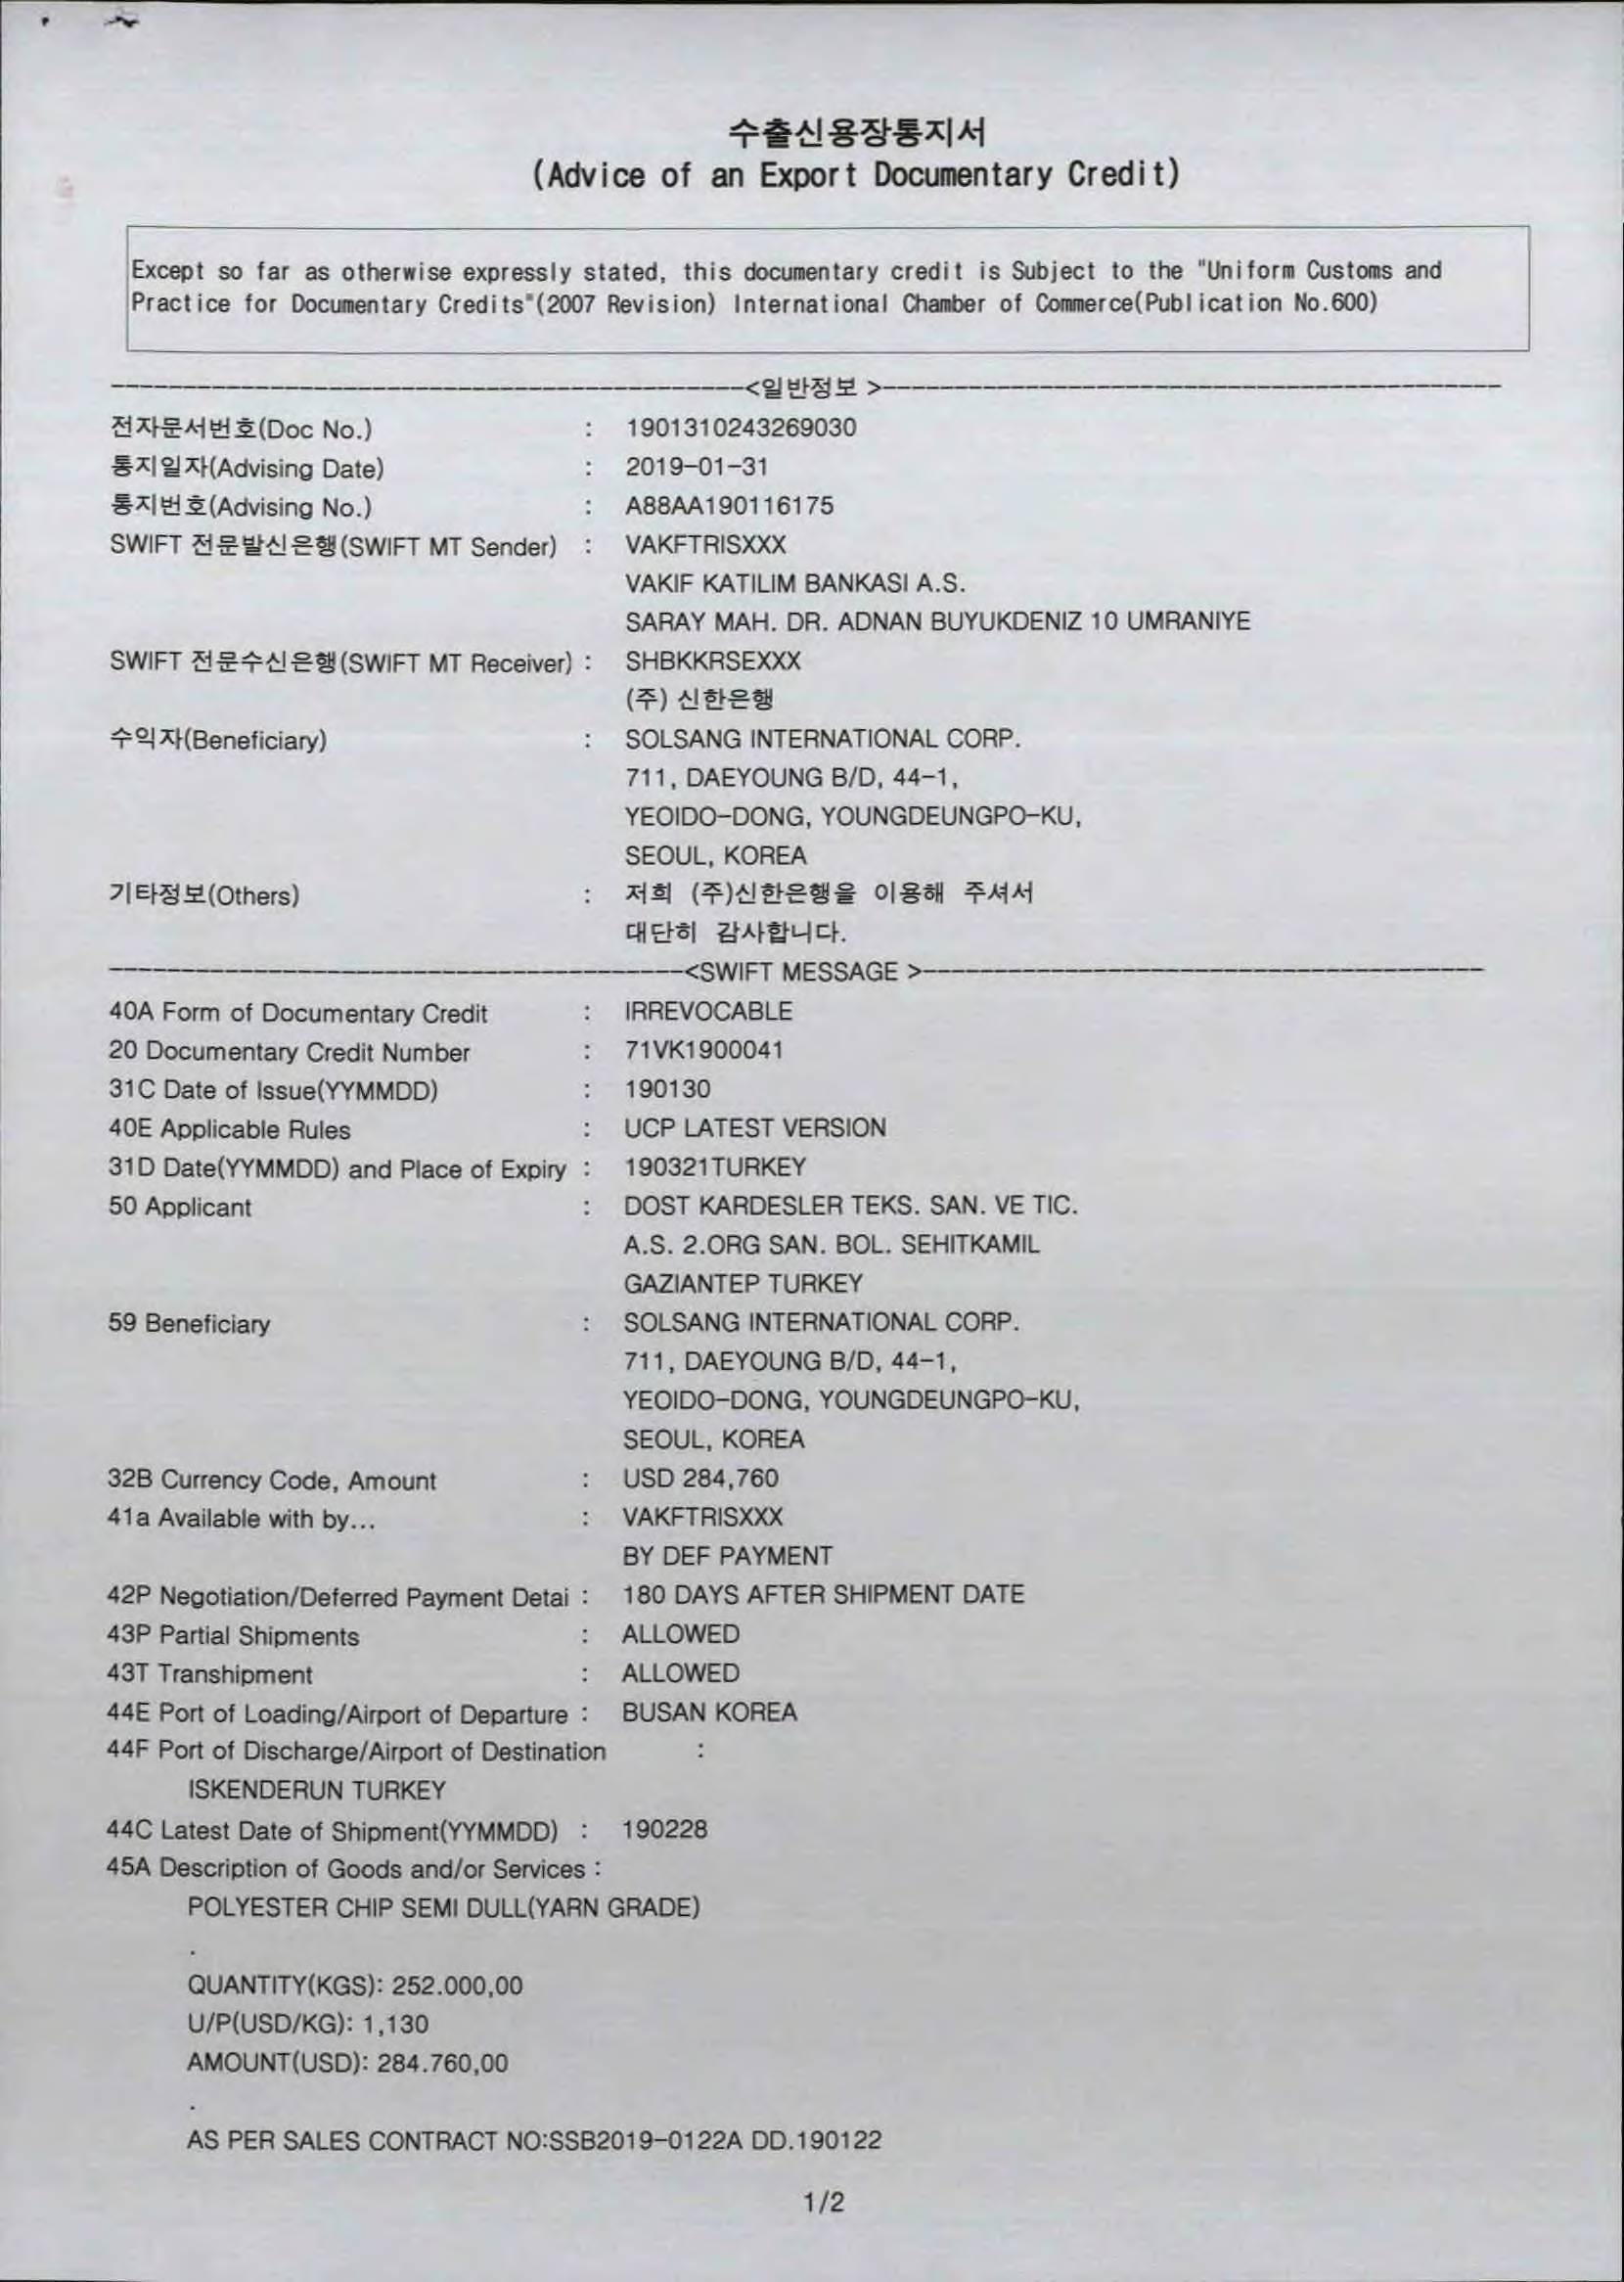 수출신용장통지서
(Advice of an Export Documentary Credit)
Except so far as otherwise expressly stated, this documentary credit is Subject to the "Uniform Customs and
Practice for Documentary Credits"(2007 Revision) International Chamber of Commerce(Publication No.600)
--------------------------------------------<일반정보 >--------------------------------------------
전자문서번호(Doc No.) : 1901310243269030
통지일자(Advising Date) : 2019-01-31
통지번호(Advising No.) : A88AA190116175
SWIFT 전문발신은행(SWIFT MT Sender) : VAKFTRISXXX
VAKIF KATILIM BANKASI A.S.
SARAY MAH. DR. ADNAN BUYUKDENIZ 10 UMRANIYE
SWIFT 전문수신은행(SWIFT MT Receiver) : SHBKKRSEXXX
(주) 신한은행
수익자(Beneficiary) : SOLSANG INTERNATIONAL CORP.
711, DAEYOUNG B/D, 44-1,
YEOIDO-DONG, YOUNGDEUNGPO-KU,
SEOUL, KOREA
기타정보(Others) : 저희 (주)신한은행을 이용해 주셔서
대단히 감사합니다.
----------------------------------------<SWIFT MESSAGE >----------------------------------------
40A Form of Documentary Credit : IRREVOCABLE
20 Documentary Credit Number : 71VK1900041
31C Date of Issue(YYMMDD) : 190130
40E Applicable Rules : UCP LATEST VERSION
31D Date(YYMMDD) and Place of Expiry : 190321TURKEY
50 Applicant : DOST KARDESLER TEKS. SAN. VE TIC.
A.S. 2.ORG SAN. BOL. SEHITKAMIL
GAZIANTEP TURKEY
59 Beneficiary : SOLSANG INTERNATIONAL CORP.
711, DAEYOUNG B/D, 44-1,
YEOIDO-DONG, YOUNGDEUNGPO-KU,
SEOUL, KOREA
32B Currency Code, Amount : USD 284,760
41a Available with by... : VAKFTRISXXX
BY DEF PAYMENT
42P Negotiation/Deferred Payment Detai : 180 DAYS AFTER SHIPMENT DATE
43P Partial Shipments : ALLOWED
43T Transhipment : ALLOWED
44E Port of Loading/Airport of Departure : BUSAN KOREA
44F Port of Discharge/Airport of Destination :
ISKENDERUN TURKEY
44C Latest Date of Shipment(YYMMDD) : 190228
45A Description of Goods and/or Services :
POLYESTER CHIP SEMI DULL(YARN GRADE)
.
QUANTITY(KGS): 252.000,00
U/P(USD/KG): 1,130
AMOUNT(USD): 284.760,00
.
AS PER SALES CONTRACT NO:SSB2019-0122A DD.190122
1/2